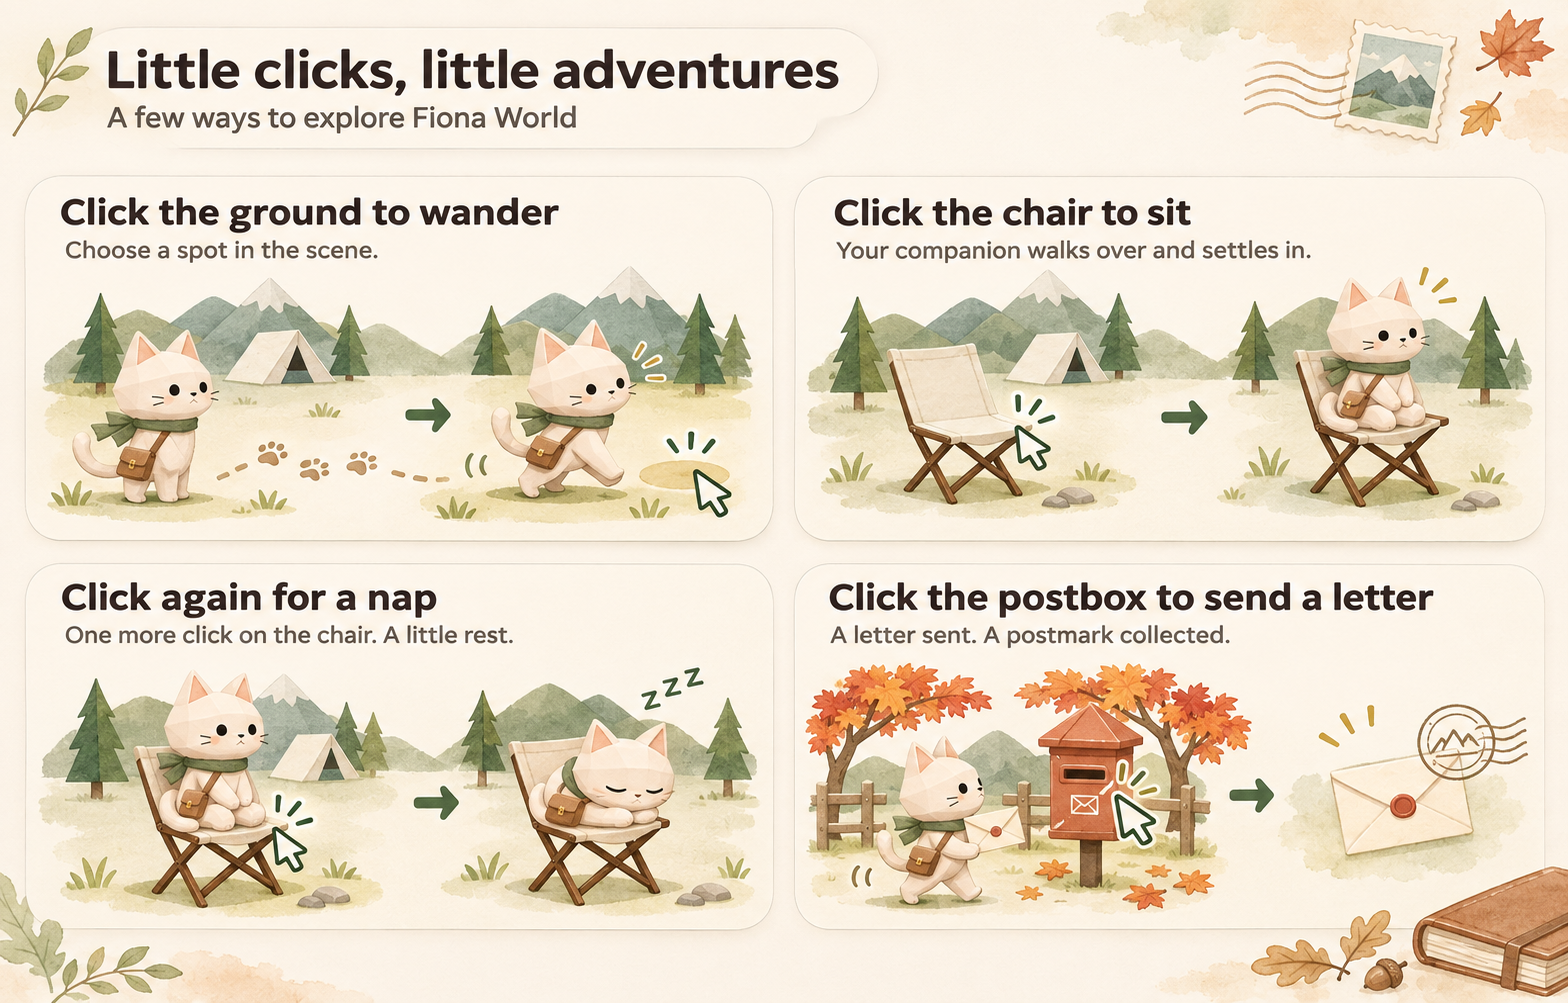 Little clicks, little adventures
A few ways to explore Fiona World
Click the ground to wander
Choose a spot in the scene.
Click the chair to sit
Your companion walks over and settles in.
Click again for a nap
One more click on the chair. A little rest.
zzz
Click the postbox to send a letter
A letter sent. A postmark collected.